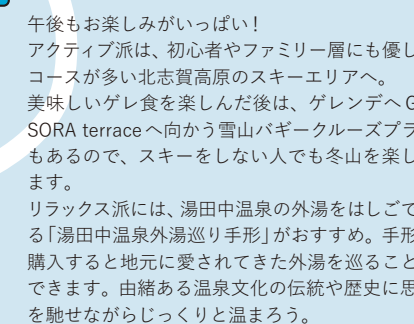 午後もお楽しみがいっぱい！
アクティブ派は、初心者やファミリー層にも優し
コースが多い北志賀高原のスキーエリアへ。
美味しいゲレ食を楽しんだ後は、ゲレンデへ G
SORA terrace へ向かう雪山バギークルーズプラ
もあるので、スキーをしない人でも冬山を楽し
ます。
リラックス派には、湯田中温泉の外湯をはしごで
る「湯田中温泉外湯巡り手形」がおすすめ。手形
購入すると地元に愛されてきた外湯を巡ること
できます。由緒ある温泉文化の伝統や歴史に思
を馳せながらじっくりと温まろう。